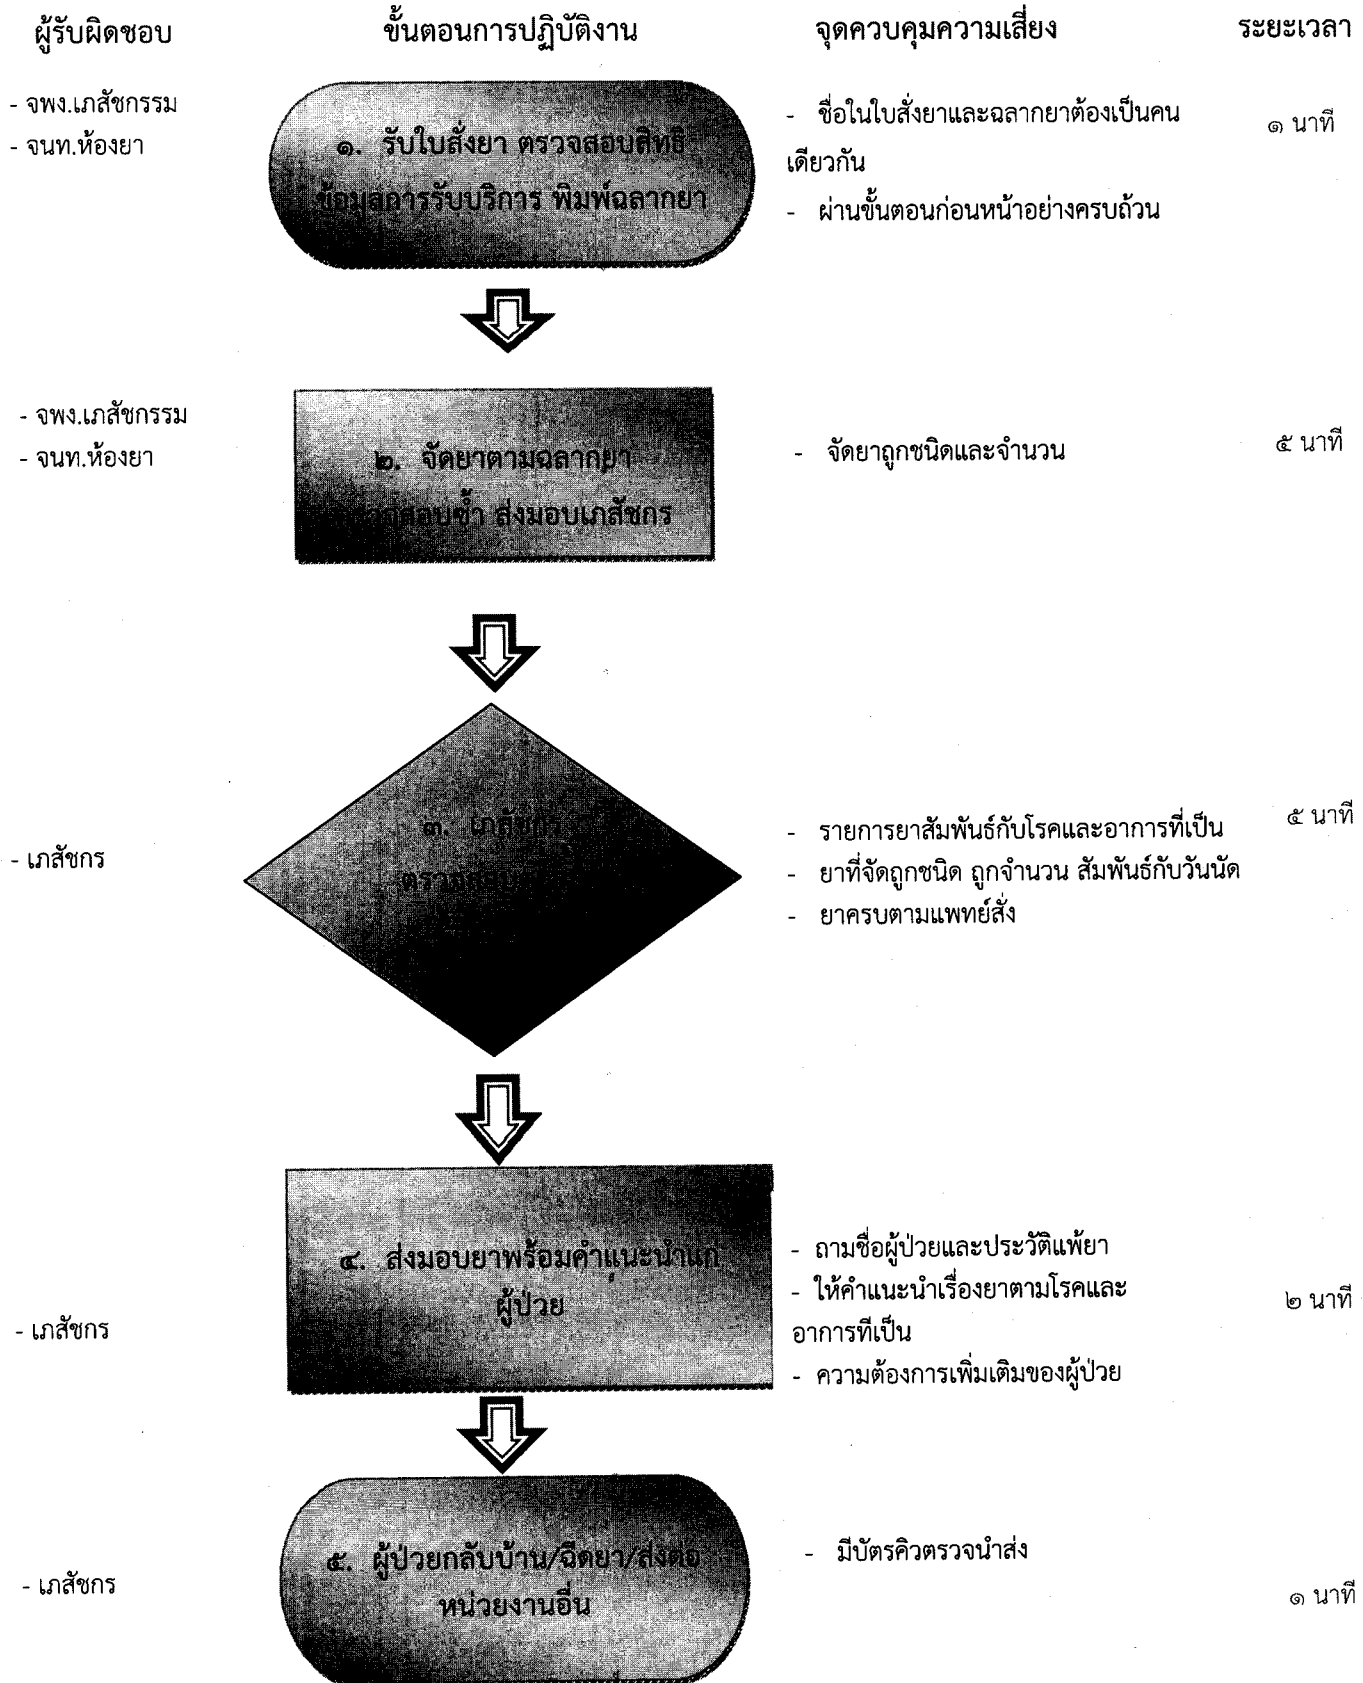 ผู้รับผิดชอบ ขั้นตอนการปฏิบัติงาน จุดควบคุมความเสี่ยง ระยะเวลา
- จพง.เภสัชกรรม
- จนท.ห้องยา
๑. รับใบสั่งยา ตรวจสอบสิทธิ
ข้อมูลการรับบริการ พิมพ์ฉลากยา
- ชื่อในใบสั่งยาและฉลากยาต้องเป็นคน
เดียวกัน
- ผ่านขั้นตอนก่อนหน้าอย่างครบถ้วน
๑ นาที
- จพง.เภสัชกรรม
- จนท.ห้องยา
๒. จัดยาตามฉลากยา
ตรวจสอบซ้ำ ส่งมอบเภสัชกร
- จัดยาถูกชนิดและจำนวน
๕ นาที
- เภสัชกร
๓. เภสัชกร
ตรวจสอบ
- รายการยาสัมพันธ์กับโรคและอาการที่เป็น
- ยาที่จัดถูกชนิด ถูกจำนวน สัมพันธ์กับวันนัด
- ยาครบตามแพทย์สั่ง
๕ นาที
- เภสัชกร
๔. ส่งมอบยาพร้อมคำแนะนำแก่
ผู้ป่วย
- ถามชื่อผู้ป่วยและประวัติแพ้ยา
- ให้คำแนะนำเรื่องยาตามโรคและ
อาการทีเป็น
- ความต้องการเพิ่มเติมของผู้ป่วย
๒ นาที
- เภสัชกร
๕. ผู้ป่วยกลับบ้าน/ฉีดยา/ส่งต่อ
หน่วยงานอื่น
- มีบัตรคิวตรวจนำส่ง
๑ นาที